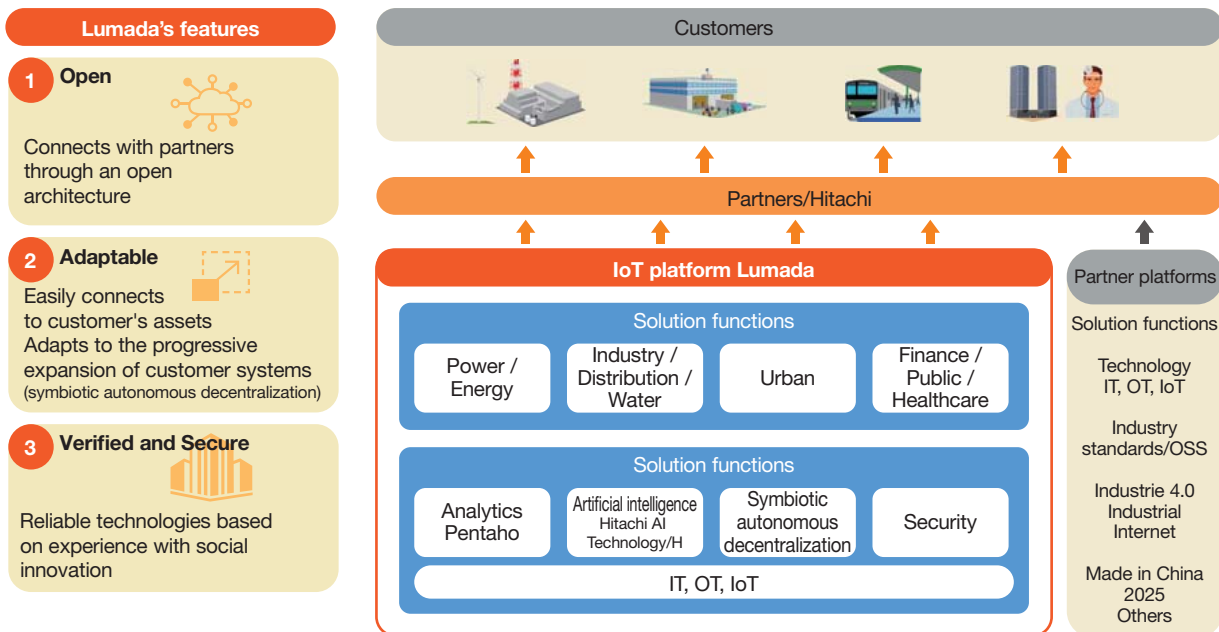 Lumada's features
1
Open
Connects with partners
through an open
architecture
2
Adaptable
Easily connects
to customer's assets
Adapts to the progressive
expansion of customer systems
(symbiotic autonomous decentralization)
3
Verified and Secure
Reliable technologies based
on experience with social
innovation
Customers
Partners/Hitachi
IoT platform Lumada
Solution functions
Power /
Energy
Industry /
Distribution /
Water
Urban
Finance /
Public /
Healthcare
Solution functions
Analytics
Pentaho
Artificial intelligence
Hitachi AI
Technology/H
Symbiotic
autonomous
decentralization
Security
IT, OT, IoT
Partner platforms
Solution functions
Technology
IT, OT, IoT
Industry
standards/OSS
Industrie 4.0
Industrial
Internet
Made in China
2025
Others